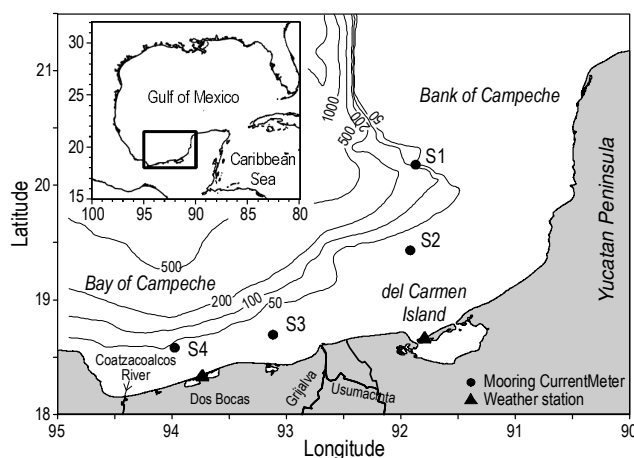 21
20
19
18
Latitude
95
94
93
92
91
90
Longitude
30
25
20
15
100
95
90
85
80
Gulf of Mexico
Caribbean
Sea
Bank of Campeche
1000
500
200
50
S1
S2
Yucatan Peninsula
500
Bay of Campeche
200
100
50
del Carmen
Island
S3
S4
Coatzacoalcos
River
Dos Bocas
Grijalva
Usumacinta
Mooring CurrentMeter
Weather station